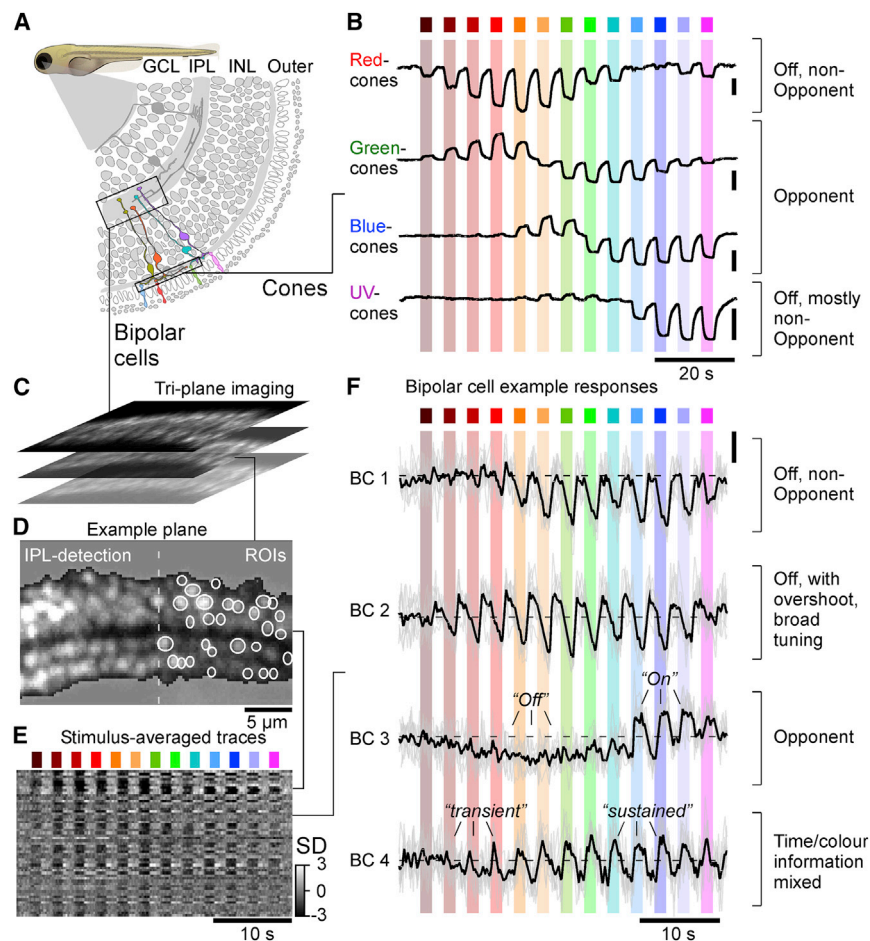 A
GCL IPL INL Outer
Cones
Bipolar
cells
B
Red-
cones
Green-
cones
Blue-
cones
UV-
cones
Off, non-
Opponent
Opponent
Off, mostly
non-
Opponent
20 s
C
Tri-plane imaging
D
Example plane
IPL-detection
ROIs
5 µm
E
Stimulus-averaged traces
SD
3
0
-3
10 s
F
Bipolar cell example responses
BC 1
Off, non-
Opponent
BC 2
Off, with
overshoot,
broad
tuning
"Off"
"On"
BC 3
Opponent
"transient"
"sustained"
BC 4
Time/colour
information
mixed
10 s